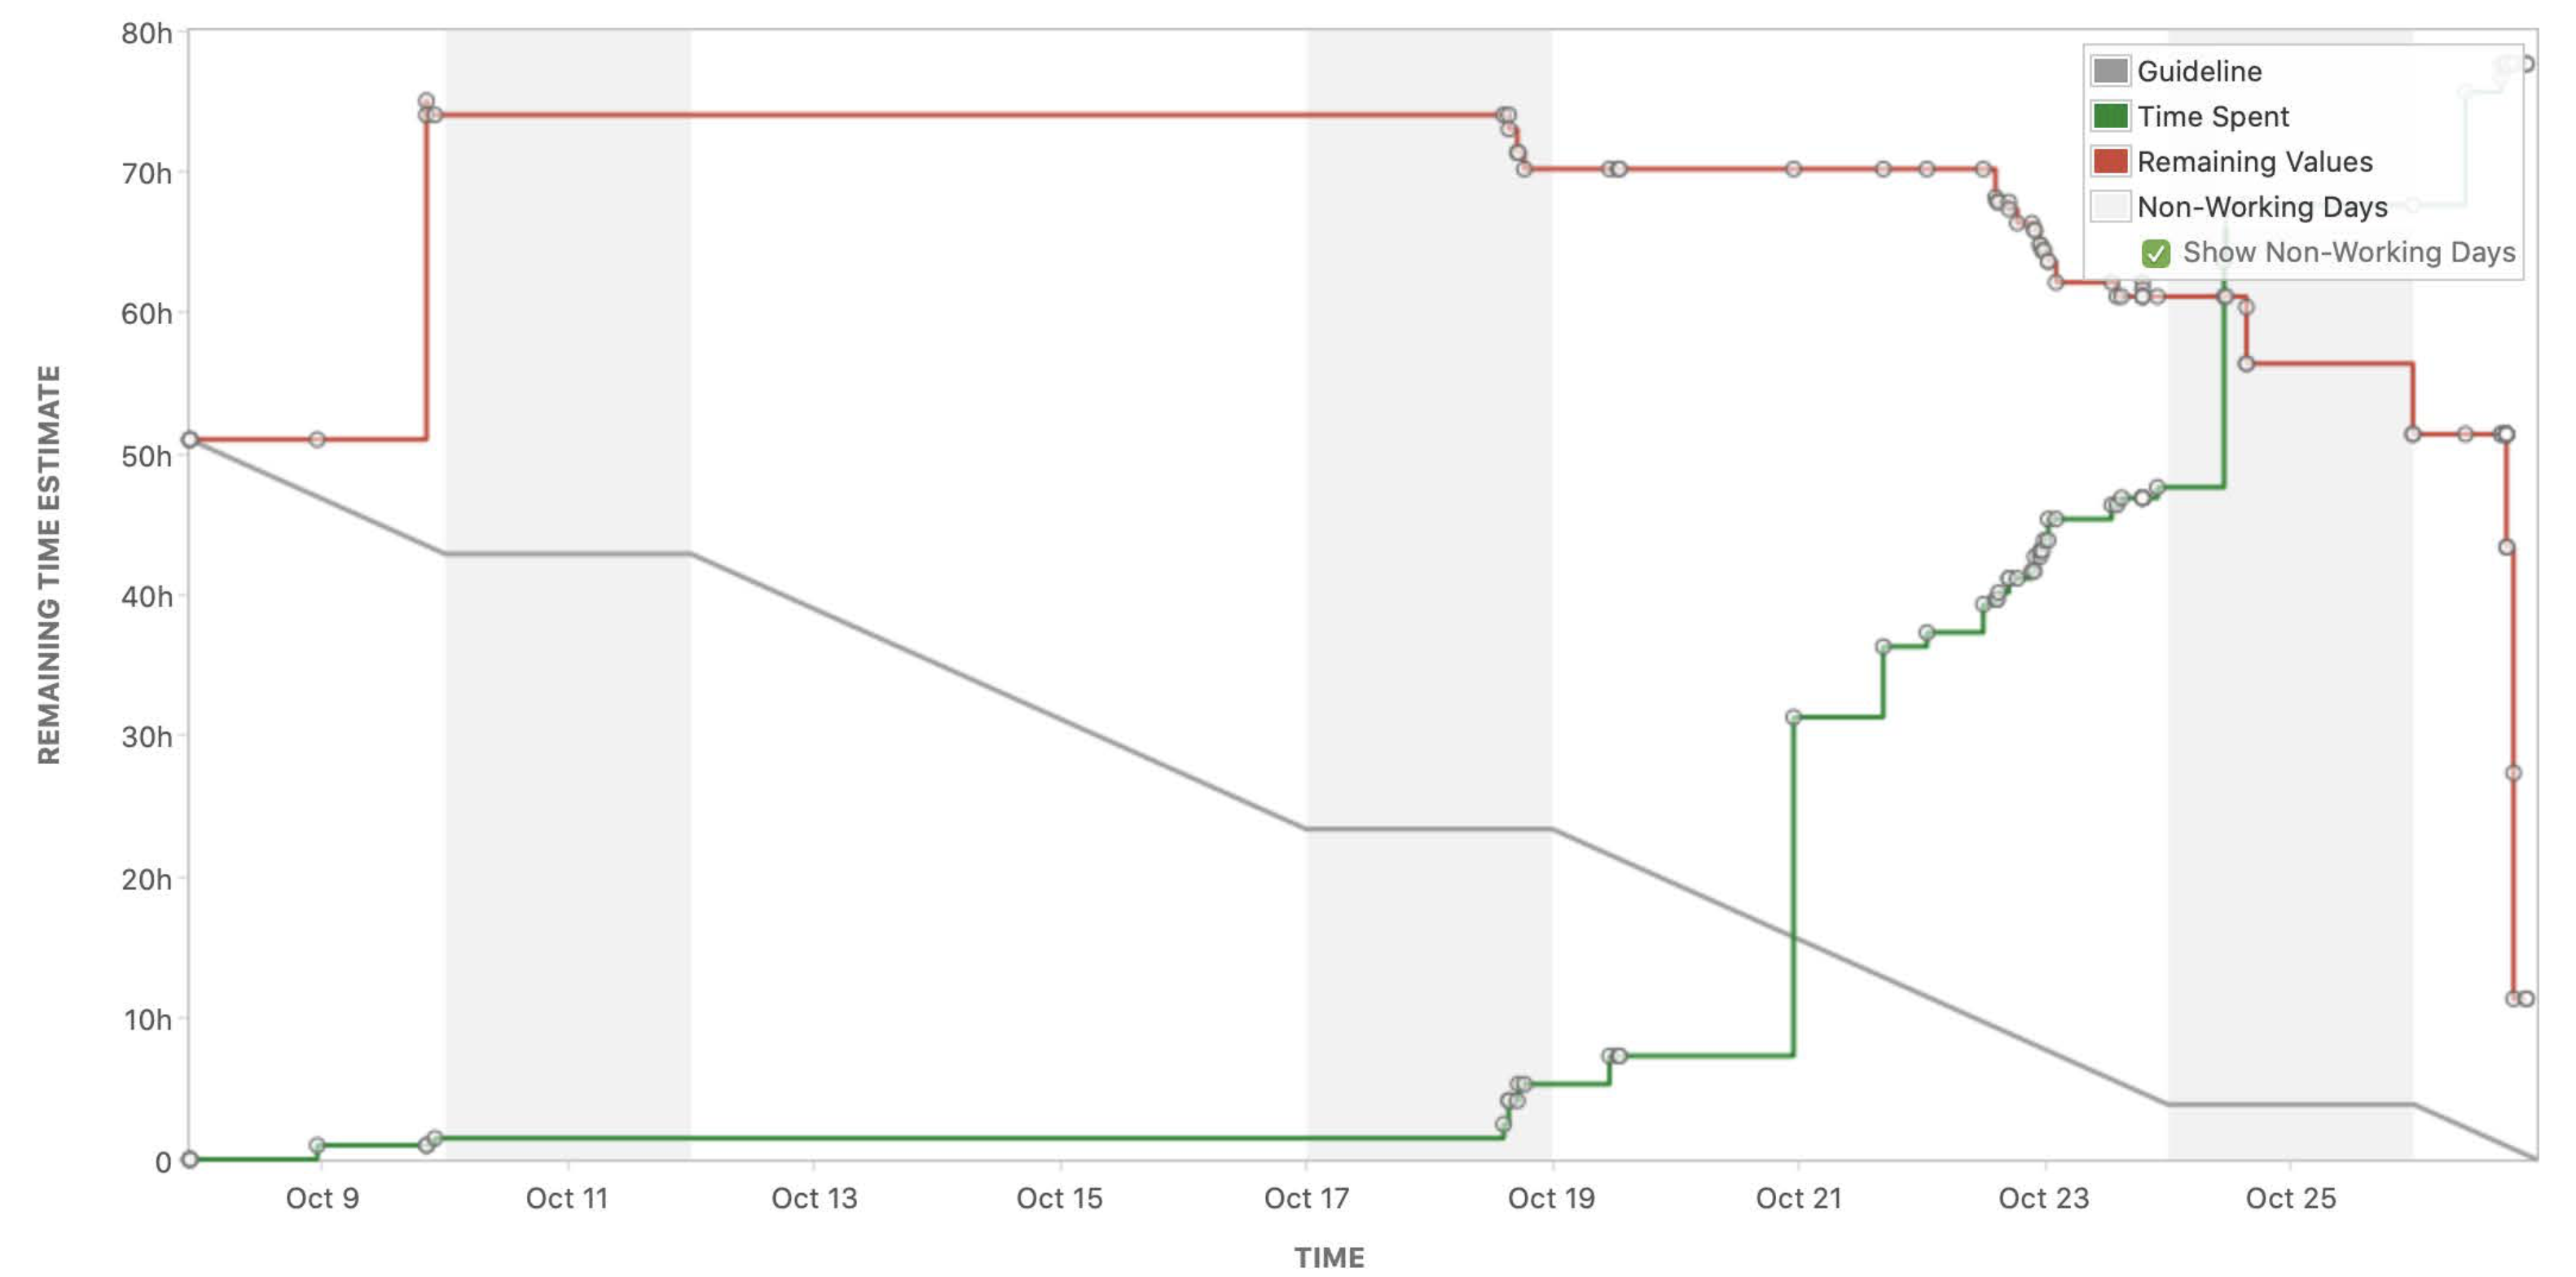 REMAINING TIME ESTIMATE
80h
70h
60h
50h
40h
30h
20h
10h
0
Guideline
Time Spent
Remaining Values
Non-Working Days
Show Non-Working Days
Oct 9 Oct 11 Oct 13 Oct 15 Oct 17 Oct 19 Oct 21 Oct 23 Oct 25
TIME